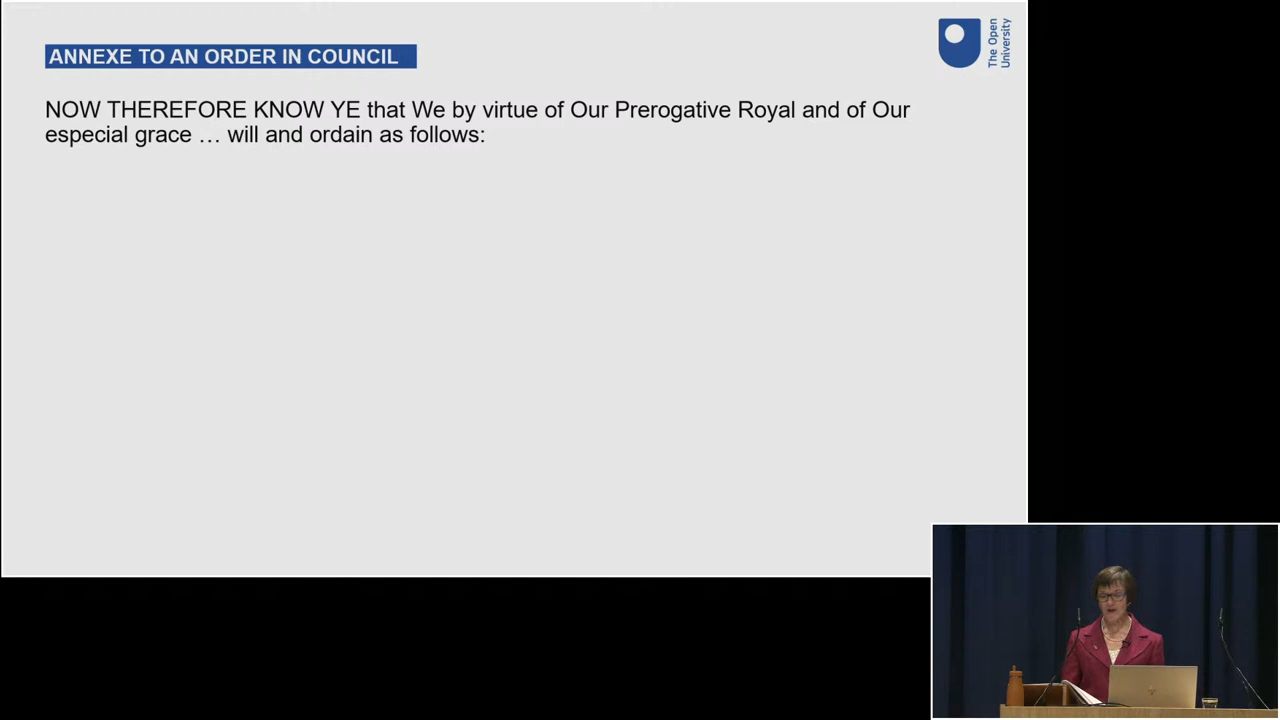 ANNEXE TO AN ORDER IN COUNCIL
The Open
University
NOW THEREFORE KNOW YE that We by virtue of Our Prerogative Royal and of Our
especial grace … will and ordain as follows: